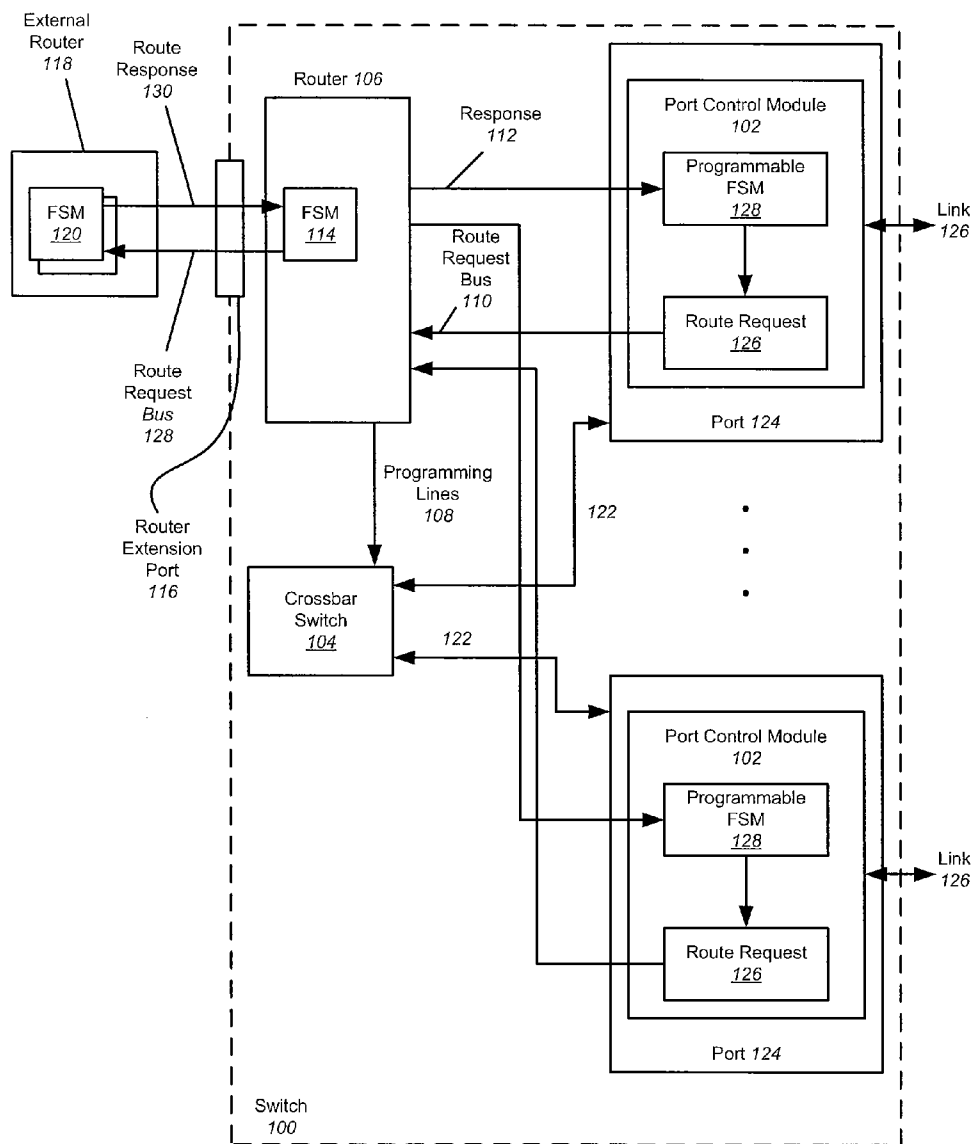 External
Router
118
Route
Response
130
Router 106
Response
112
Port Control Module
102
Programmable
FSM
128
FSM
120
FSM
114
Link
126
Route
Request
Bus
110
Route Request
126
Route
Request
Bus
128
Port 124
Programming
Lines
108
122
Router
Extension
Port
116
Crossbar
Switch
104
122
Port Control Module
102
Programmable
FSM
128
Link
126
Route Request
126
Port 124
Switch
100